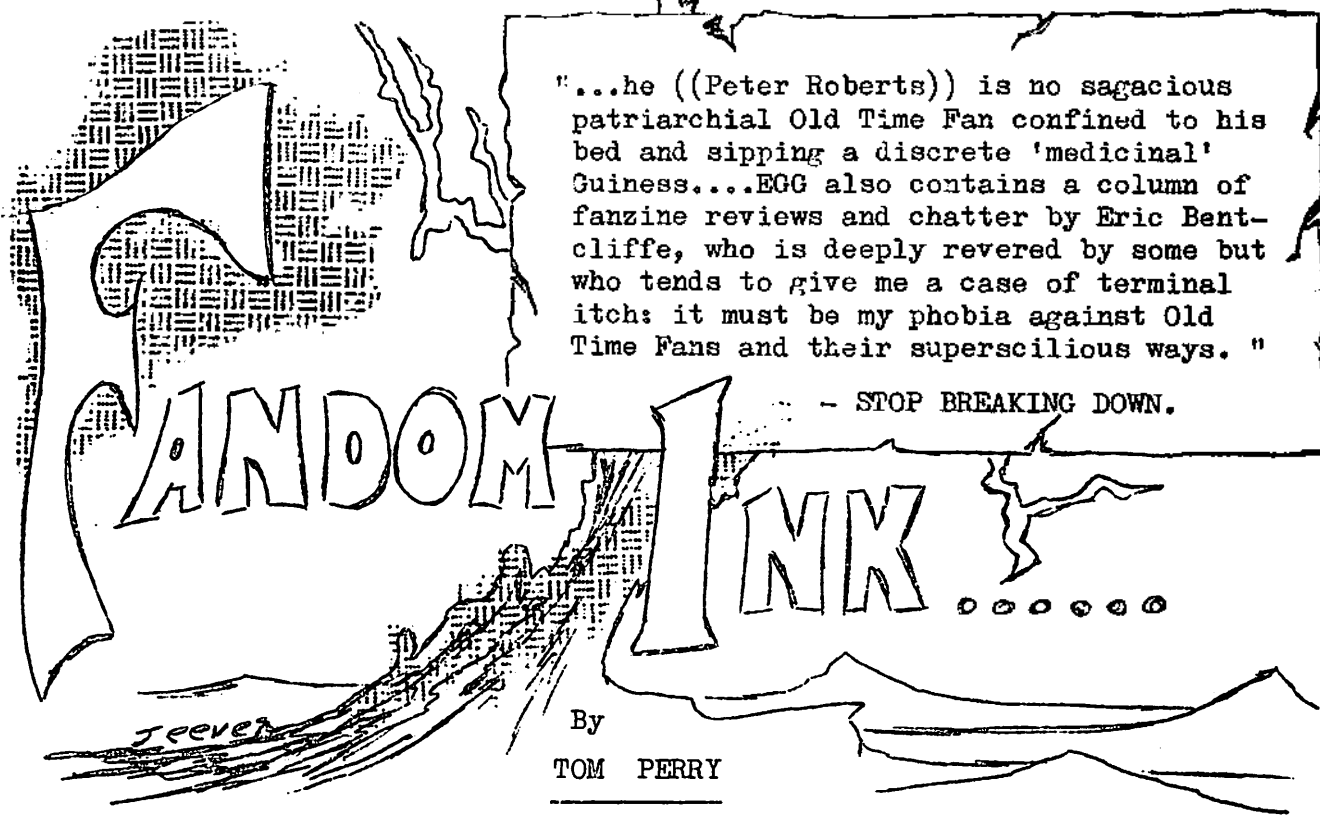 "...he ((Peter Roberts)) is no sagacious
patriarchial Old Time Fan confined to his
bed and sipping a discrete 'medicinal'
Guiness....EGG also contains a column of
fanzine reviews and chatter by Eric Bent-
cliffe, who is deeply revered by some but
who tends to give me a case of terminal
itch: it must be my phobia against Old
Time Fans and their superscilious ways. "
- STOP BREAKING DOWN.
FANDOM INK ......
Jeeves
By
TOM PERRY